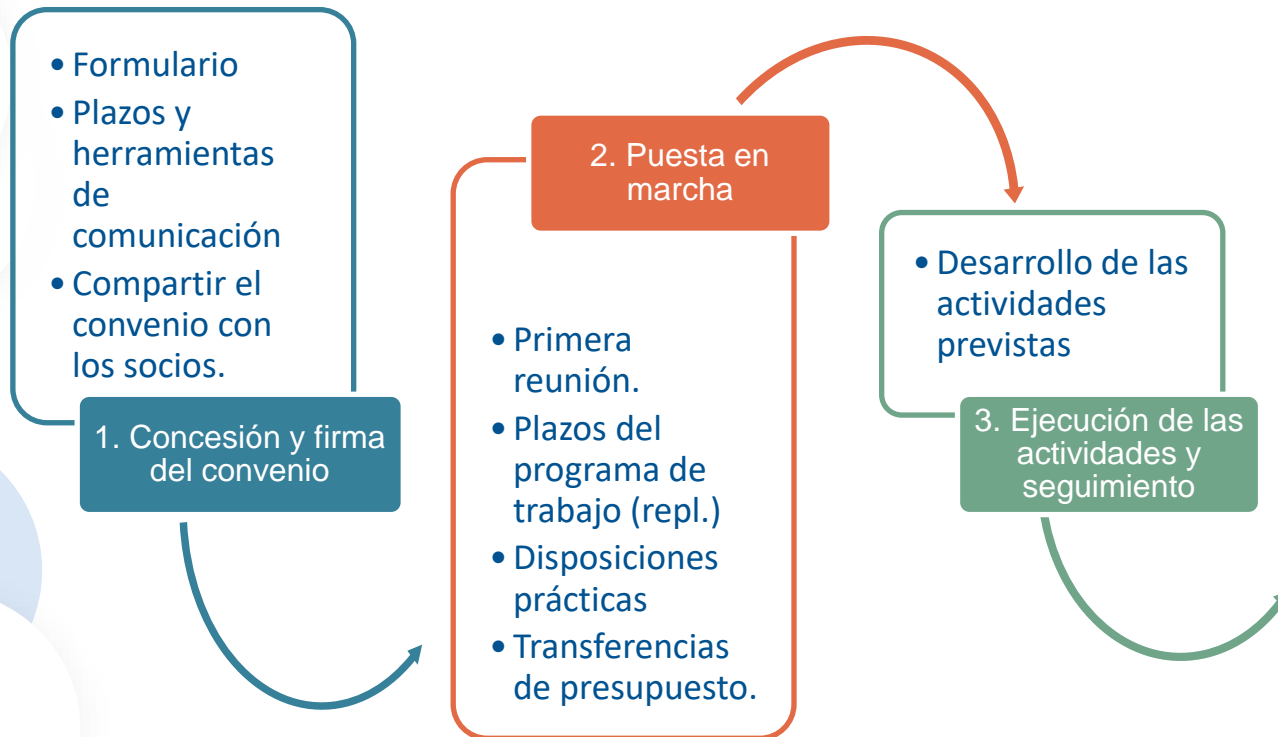 • Formulario
• Plazos y
herramientas
de
comunicación
• Compartir el
convenio con
los socios.
1. Concesión y firma
del convenio
2. Puesta en
marcha
• Primera
reunión.
• Plazos del
programa de
trabajo (repl.)
• Disposiciones
prácticas
• Transferencias
de presupuesto.
• Desarrollo de las
actividades
previstas
3. Ejecución de las
actividades y
seguimiento